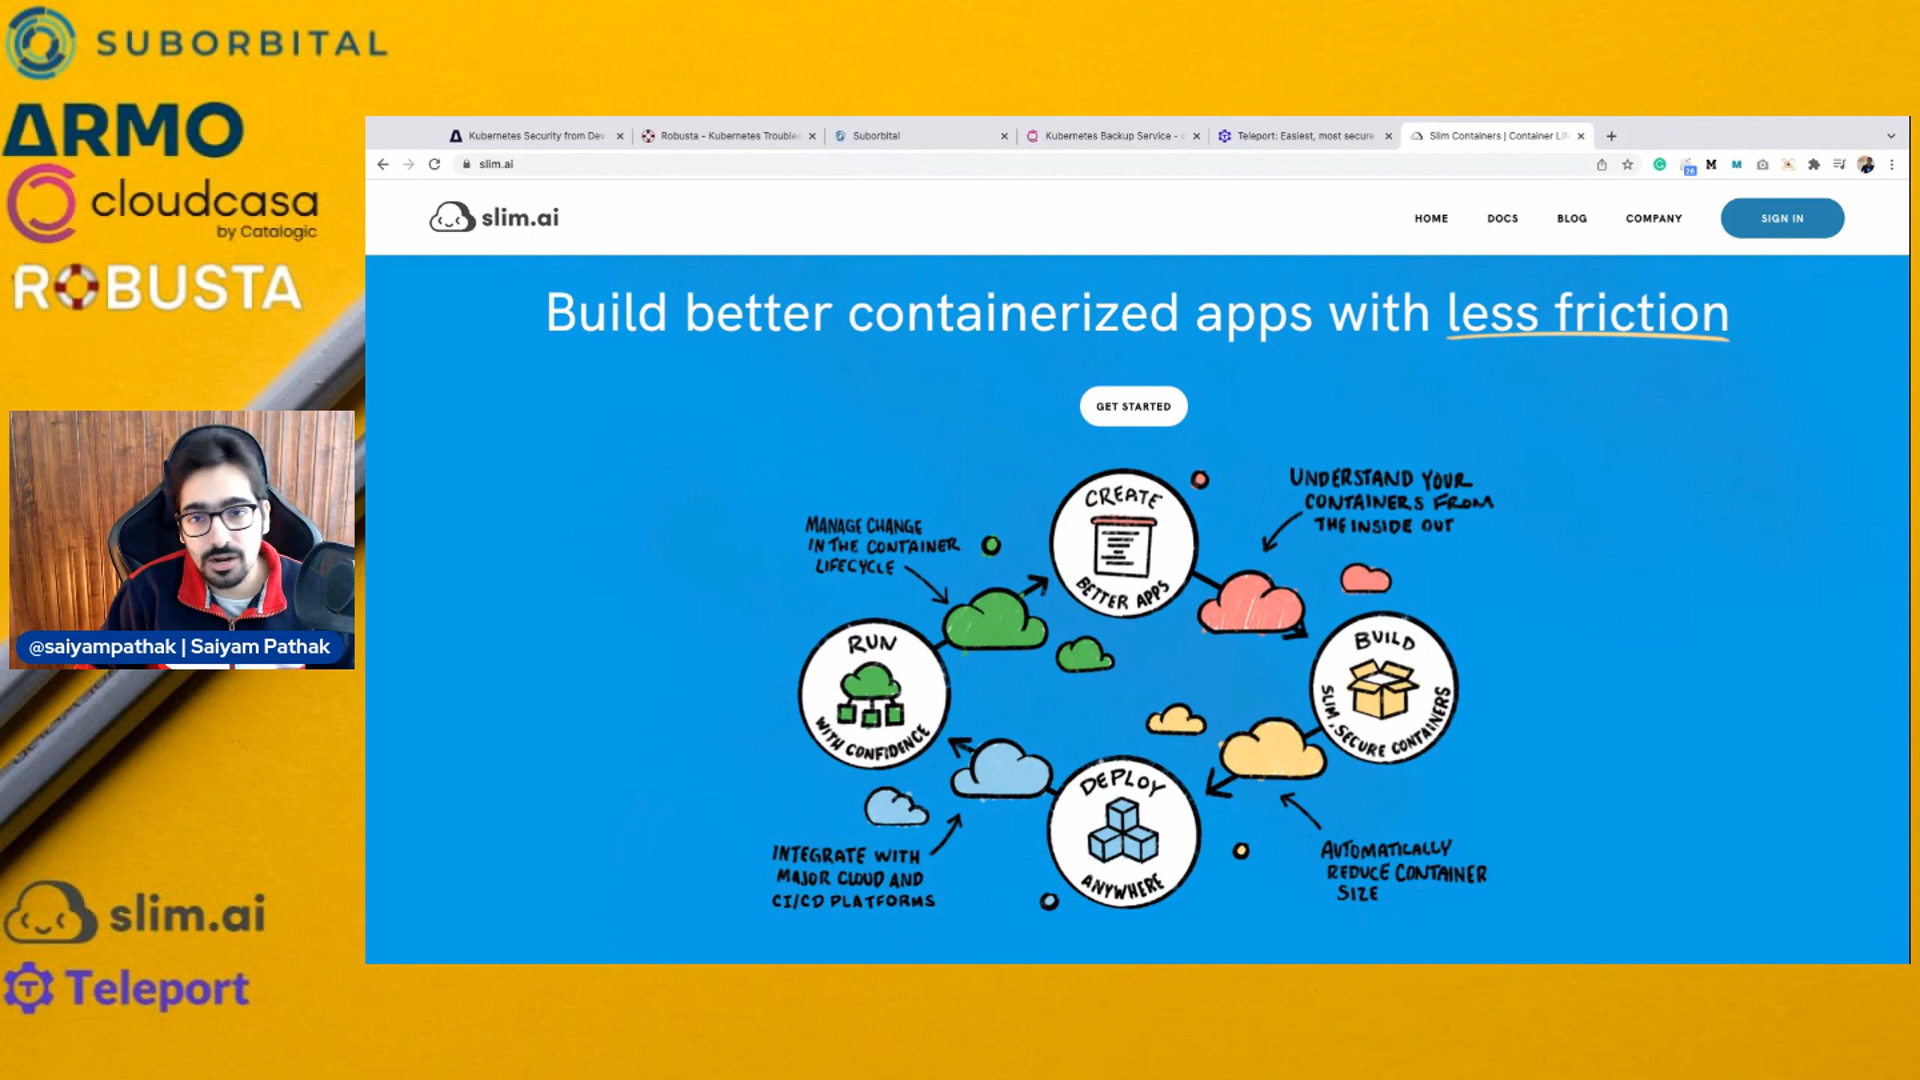 SUBORBITAL
ARMO
cloudcasa
by Catalogic
ROBUSTA
@saiyampathak | Saiyam Pathak
slim.ai
Teleport
Kubernetes Security from Dev
Robusta - Kubernetes Trouble
Suborbital
Kubernetes Backup Service -
Teleport: Easiest, most secure
Slim Containers | Container Li
slim.ai
26
M
M
slim.ai
HOME
DOCS
BLOG
COMPANY
SIGN IN
Build better containerized apps with less friction
GET STARTED
CREATE
BETTER APPS
UNDERSTAND YOUR
CONTAINERS FROM
THE INSIDE OUT
MANAGE CHANGE
IN THE CONTAINER
LIFECYCLE
RUN
WITH CONFIDENCE
BUILD
SLIM, SECURE CONTAINERS
DEPLOY
ANYWHERE
INTEGRATE WITH
MAJOR CLOUD AND
CI/CD PLATFORMS
AUTOMATICALLY
REDUCE CONTAINER
SIZE